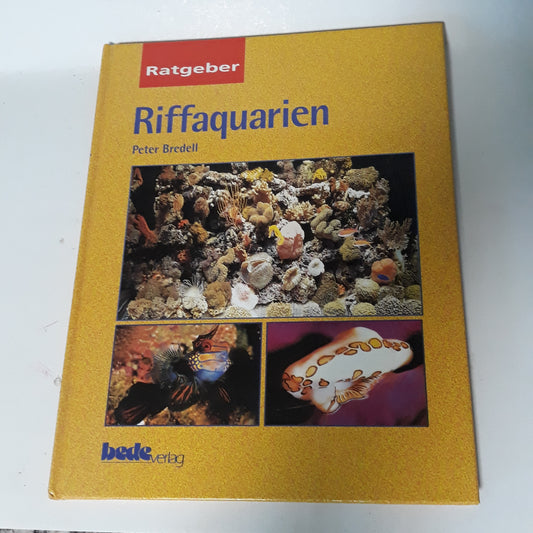 Ratgeber
Riffaquarien
Peter Bredell
bede verlag